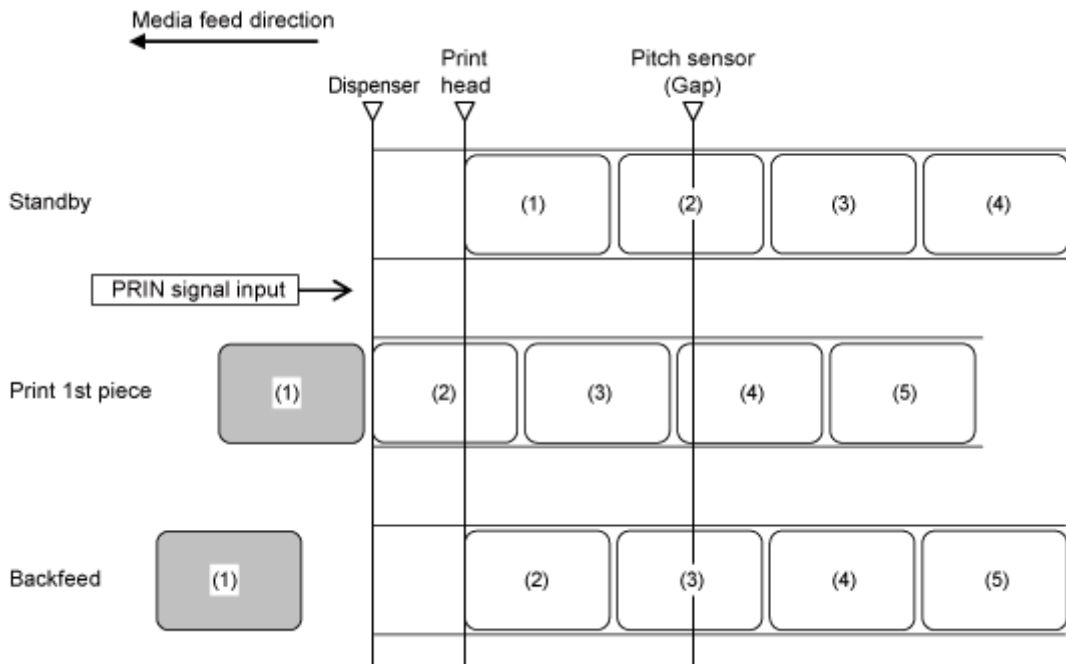 Media feed direction
Dispenser
Print
head
Pitch sensor
(Gap)
Standby
(1)
(2)
(3)
(4)
PRIN signal input
Print 1st piece
(1)
(2)
(3)
(4)
(5)
Backfeed
(1)
(2)
(3)
(4)
(5)